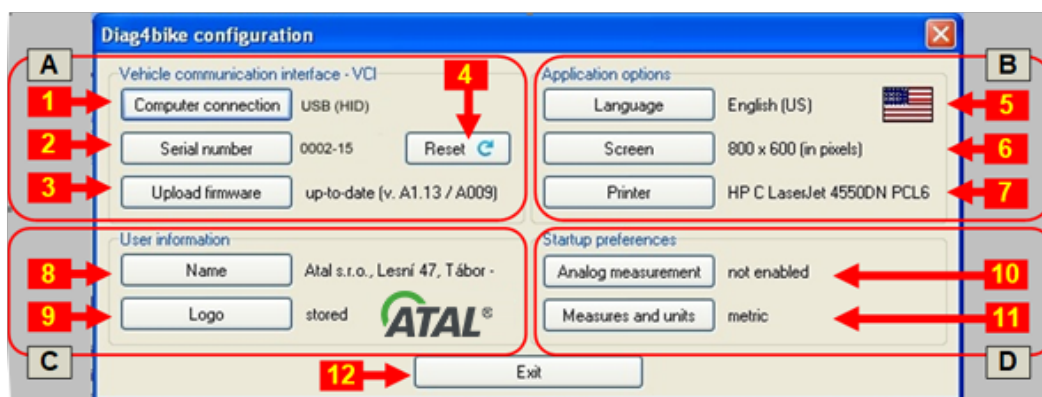 Diag4bike configuration
A
Vehicle communication interface - VCI
4
1
Computer connection
USB (HID)
2
Serial number
0002-15
Reset
3
Upload firmware
up-to-date (v. A1.13 / A009)
B
Application options
Language
English (US)
5
Screen
800 x 600 (in pixels)
6
Printer
HP C LaserJet 4550DN PCL6
7
User information
8
Name
Atal s.r.o., Lesní 47, Tábor -
9
Logo
stored
ATAL®
C
Startup preferences
Analog measurement
not enabled
10
Measures and units
metric
11
D
12
Exit